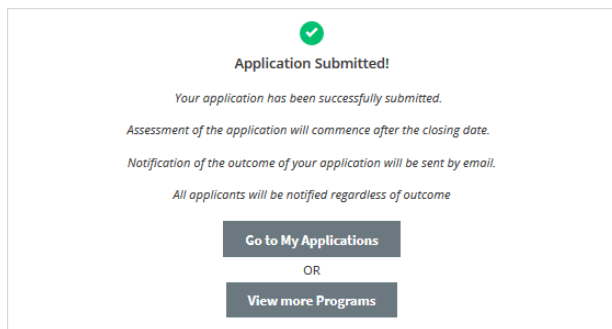 Application Submitted!
Your application has been successfully submitted.
Assessment of the application will commence after the closing date.
Notification of the outcome of your application will be sent by email.
All applicants will be notified regardless of outcome
Go to My Applications
OR
View more Programs